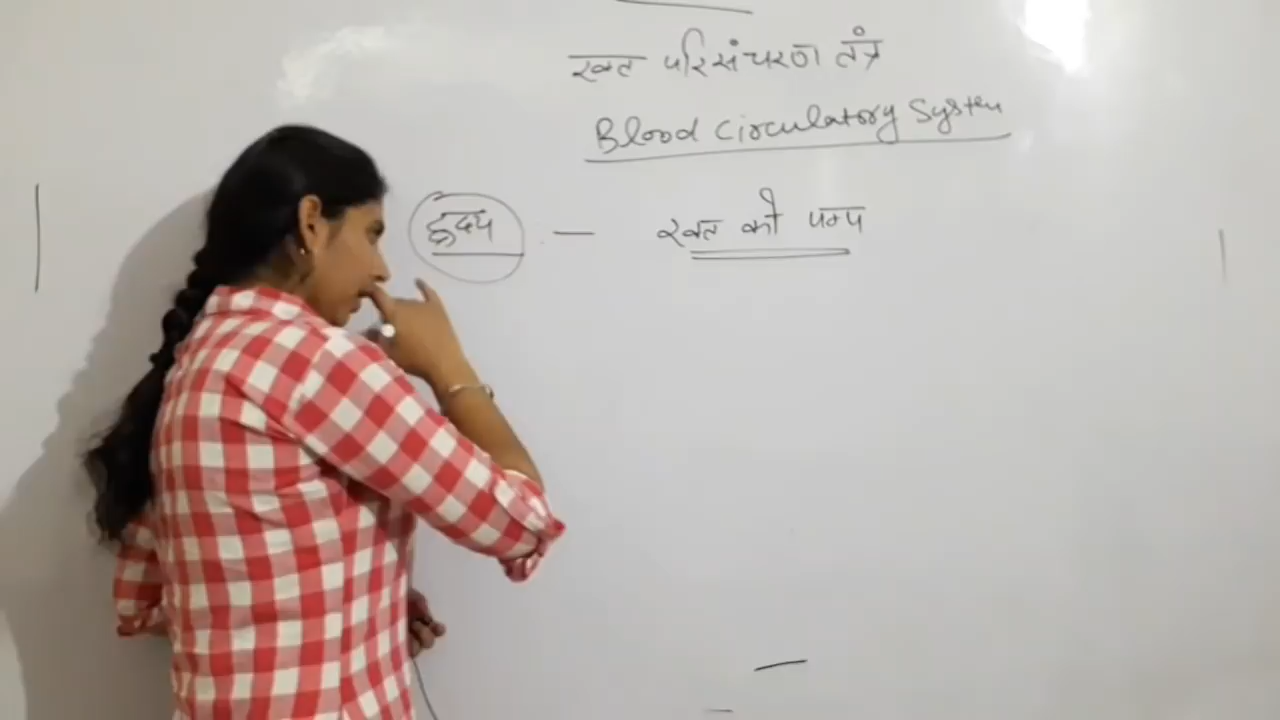 रक्त परिसंचरण तंत्र
Blood Circulatory System
हृदय — रक्त को पम्प